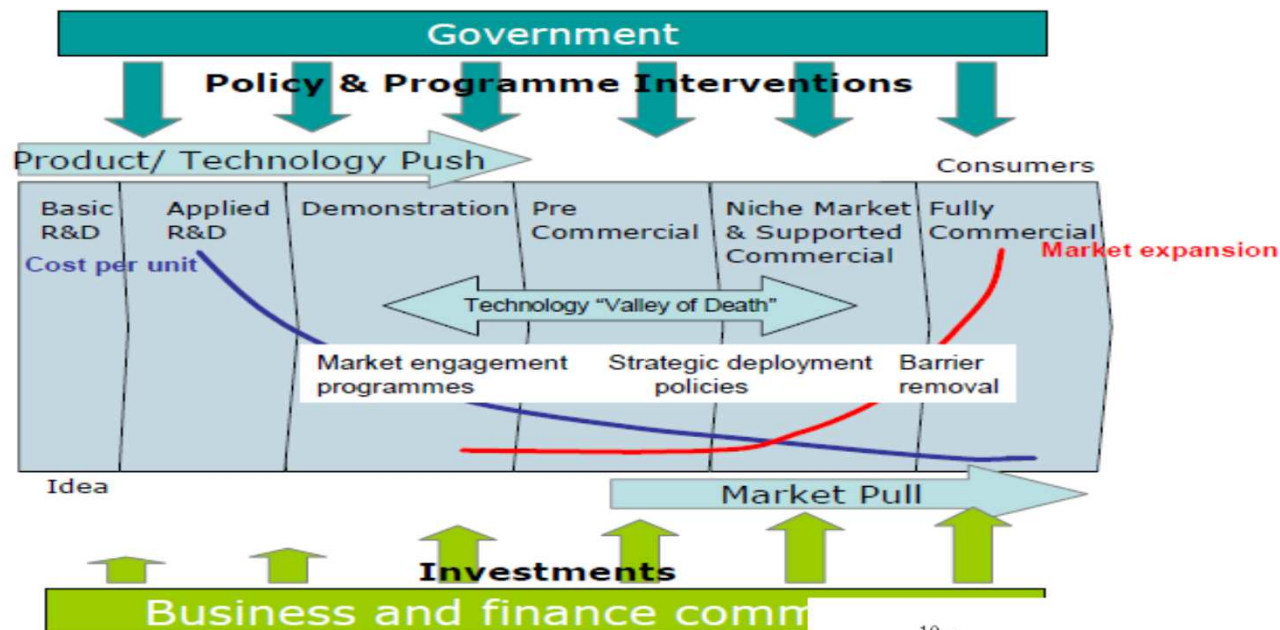 Government
Policy & Programme Interventions
Product/ Technology Push
Consumers
Basic
R&D
Applied
R&D
Demonstration
Pre
Commercial
Niche Market
& Supported
Commercial
Fully
Commercial
Cost per unit
Market expansion
Technology “Valley of Death”
Market engagement
programmes
Strategic deployment
policies
Barrier
removal
Idea
Market Pull
Investments
Business and finance comm